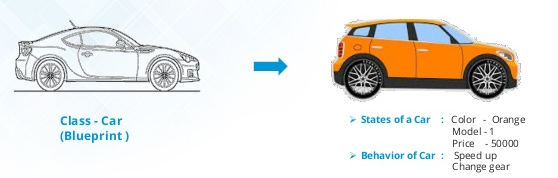 Class - Car
(Blueprint )
➢ States of a Car : Color - Orange
Model - 1
Price - 50000
➢ Behavior of Car : Speed up
Change gear